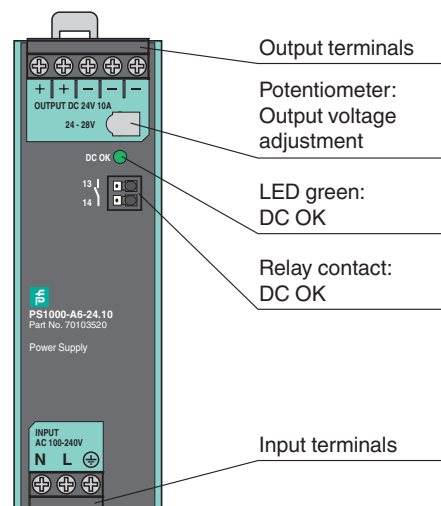 Output terminals
+ + − − −
OUTPUT DC 24V 10A
24 - 28V
Potentiometer:
Output voltage
adjustment
DC OK
LED green:
DC OK
13
14
Relay contact:
DC OK
PS1000-A6-24.10
Part No. 70103520
Power Supply
INPUT
AC 100-240V
N L
Input terminals